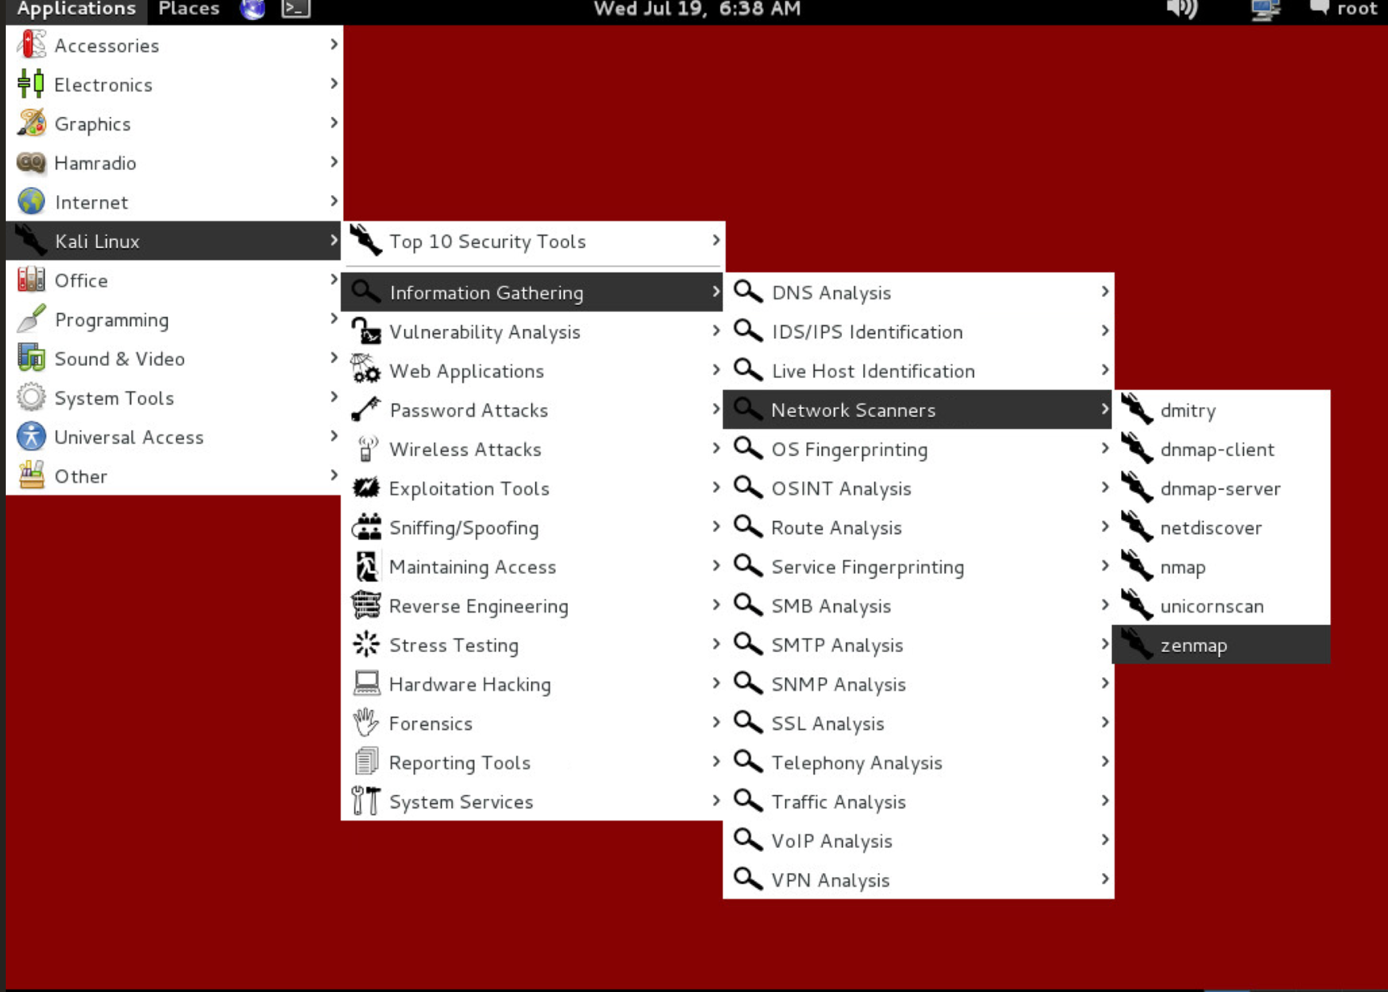 Applications Places Wed Jul 19, 6:38 AM root
Accessories
Electronics
Graphics
Hamradio
Internet
Kali Linux
Office
Programming
Sound & Video
System Tools
Universal Access
Other
Top 10 Security Tools
Information Gathering
Vulnerability Analysis
Web Applications
Password Attacks
Wireless Attacks
Exploitation Tools
Sniffing/Spoofing
Maintaining Access
Reverse Engineering
Stress Testing
Hardware Hacking
Forensics
Reporting Tools
System Services
DNS Analysis
IDS/IPS Identification
Live Host Identification
Network Scanners
OS Fingerprinting
OSINT Analysis
Route Analysis
Service Fingerprinting
SMB Analysis
SMTP Analysis
SNMP Analysis
SSL Analysis
Telephony Analysis
Traffic Analysis
VoIP Analysis
VPN Analysis
dmitry
dnmap-client
dnmap-server
netdiscover
nmap
unicornscan
zenmap